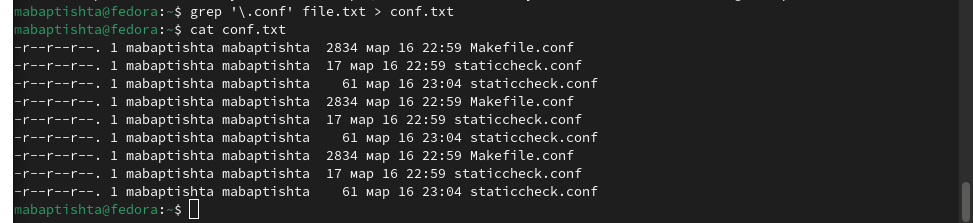 mabaptishta@fedora:~$ grep '\.conf' file.txt > conf.txt
mabaptishta@fedora:~$ cat conf.txt
-r--r--r--. 1 mabaptishta mabaptishta  2834 мар 16 22:59 Makefile.conf
-r--r--r--. 1 mabaptishta mabaptishta  17 мар 16 22:59 staticcheck.conf
-r--r--r--. 1 mabaptishta mabaptishta    61 мар 16 23:04 staticcheck.conf
-r--r--r--. 1 mabaptishta mabaptishta  2834 мар 16 22:59 Makefile.conf
-r--r--r--. 1 mabaptishta mabaptishta  17 мар 16 22:59 staticcheck.conf
-r--r--r--. 1 mabaptishta mabaptishta    61 мар 16 23:04 staticcheck.conf
-r--r--r--. 1 mabaptishta mabaptishta  2834 мар 16 22:59 Makefile.conf
-r--r--r--. 1 mabaptishta mabaptishta  17 мар 16 22:59 staticcheck.conf
-r--r--r--. 1 mabaptishta mabaptishta    61 мар 16 23:04 staticcheck.conf
mabaptishta@fedora:~$